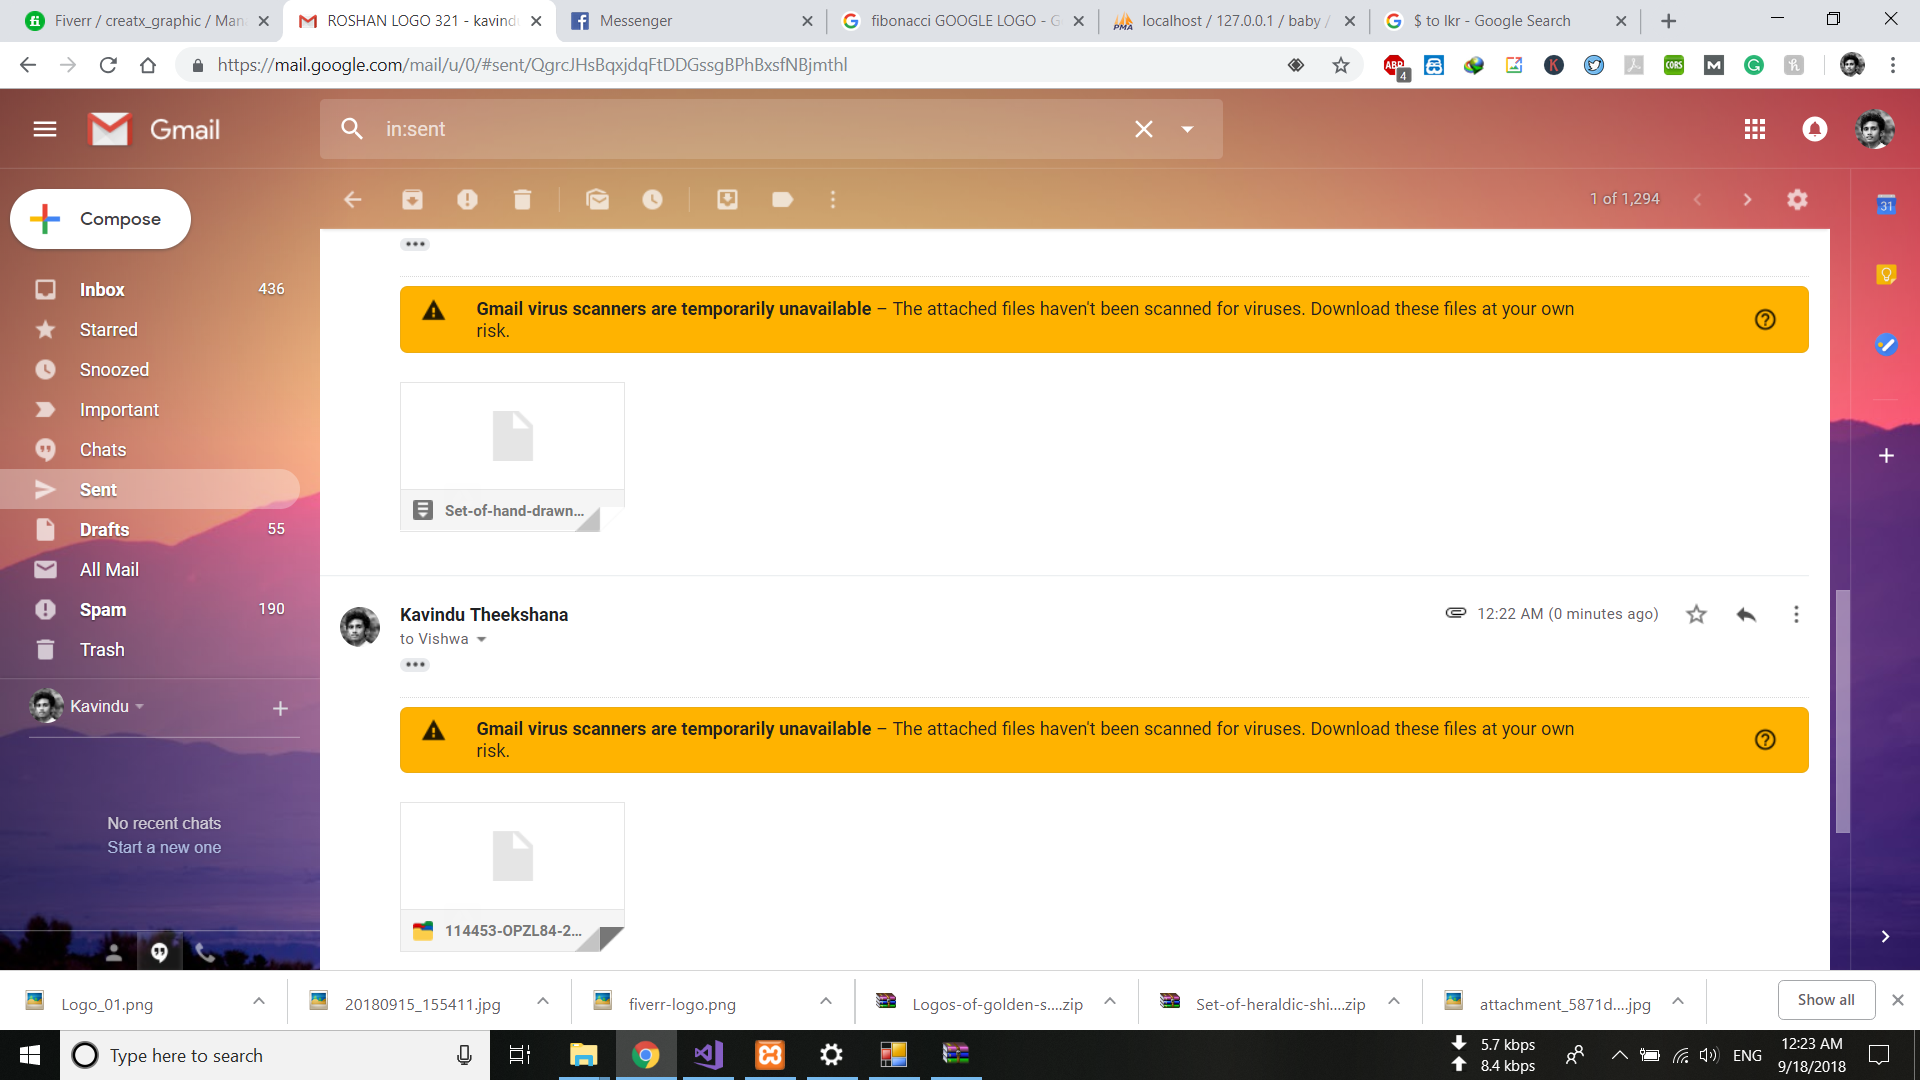 Fiverr / creatx_graphic / Man
ROSHAN LOGO 321 - kavind
Messenger
fibonacci GOOGLE LOGO - G
localhost / 127.0.0.1 / baby /
$ to lkr - Google Search
https://mail.google.com/mail/u/0/#sent/QgrcJHsBqxjdqFtDDGssgBPhBxsfNBjmthl
ABP
4
CORS
Gmail
in:sent
Compose
1 of 1,294
31
Inbox 436
Starred
Snoozed
Important
Chats
Sent
Drafts 55
All Mail
Spam 190
Trash
Kavindu
No recent chats
Start a new one
Gmail virus scanners are temporarily unavailable – The attached files haven't been scanned for viruses. Download these files at your own
risk.
Set-of-hand-drawn...
Kavindu Theekshana
12:22 AM (0 minutes ago)
to Vishwa
Gmail virus scanners are temporarily unavailable – The attached files haven't been scanned for viruses. Download these files at your own
risk.
114453-OPZL84-2...
Logo_01.png
20180915_155411.jpg
fiverr-logo.png
Logos-of-golden-s....zip
Set-of-heraldic-shi....zip
attachment_5871d....jpg
Show all
Type here to search
5.7 kbps
8.4 kbps
ENG
12:23 AM
9/18/2018